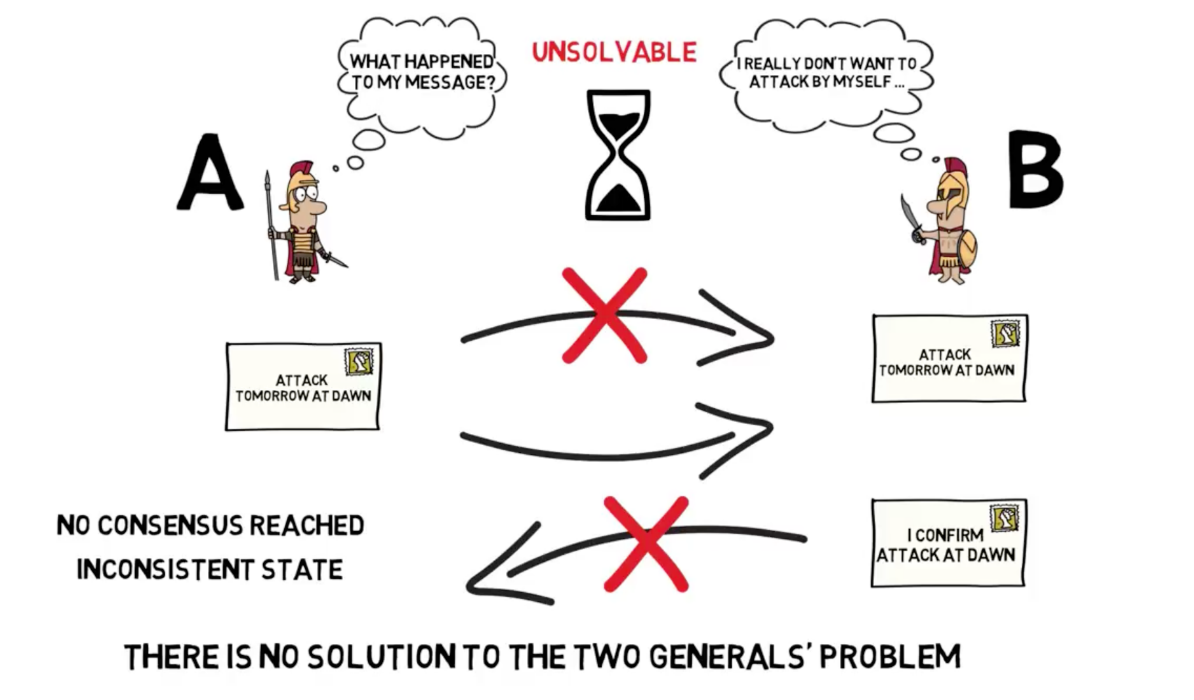 WHAT HAPPENED
TO MY MESSAGE?
UNSOLVABLE
I REALLY DON'T WANT TO
ATTACK BY MYSELF ...
A
B
ATTACK
TOMORROW AT DAWN
ATTACK
TOMORROW AT DAWN
NO CONSENSUS REACHED
INCONSISTENT STATE
I CONFIRM
ATTACK AT DAWN
THERE IS NO SOLUTION TO THE TWO GENERALS' PROBLEM